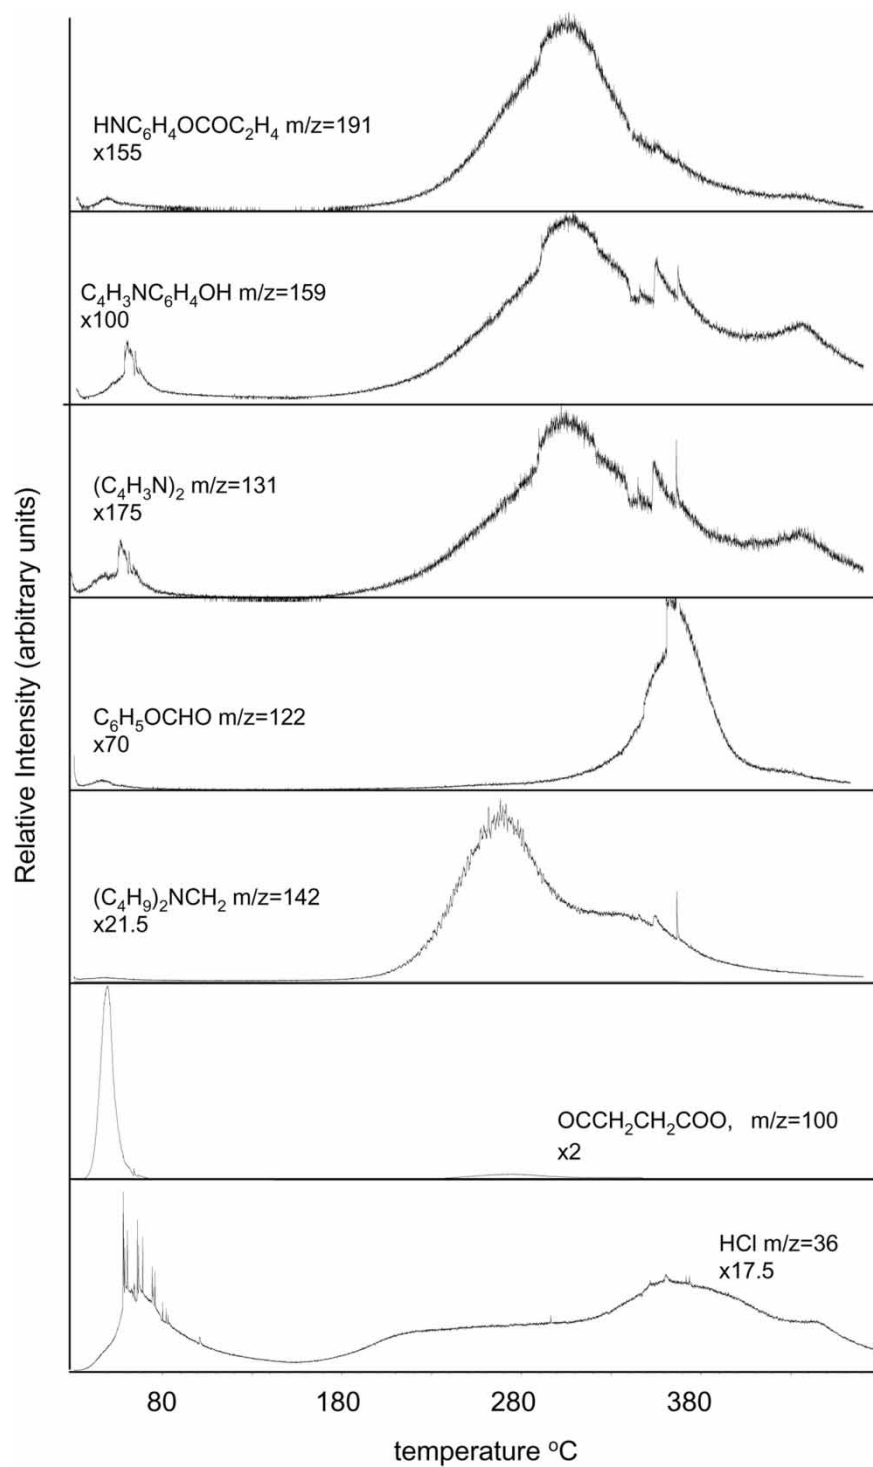 HNC₆H₄OCOC₂H₄ m/z=191
x155
C₄H₃NC₆H₄OH m/z=159
x100
(C₄H₃N)₂ m/z=131
x175
C₆H₅OCHO m/z=122
x70
(C₄H₉)₂NCH₂ m/z=142
x21.5
OCCH₂CH₂COO, m/z=100
x2
HCl m/z=36
x17.5
Relative Intensity (arbitrary units)
80 180 280 380
temperature ⁰C